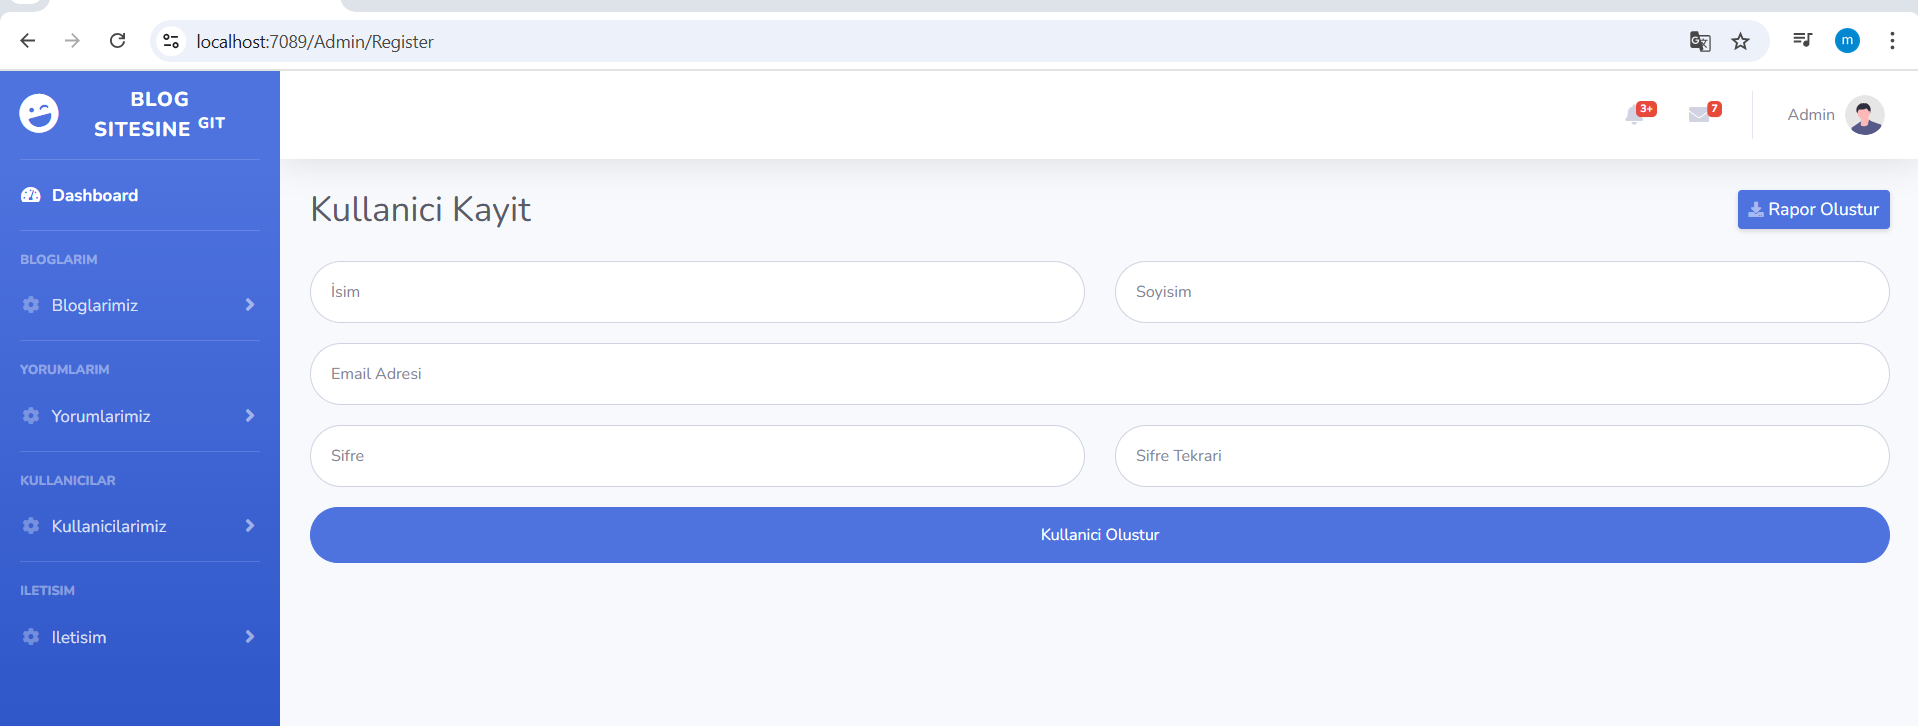 localhost:7089/Admin/Register
m
BLOG
SITESINE GIT
3+
7
Admin
Dashboard
Kullanici Kayit
Rapor Olustur
BLOGLARIM
Bloglarimiz
İsim
Soyisim
YORUMLARIM
Email Adresi
Yorumlarimiz
Sifre
Sifre Tekrari
KULLANICILAR
Kullanicilarimiz
Kullanici Olustur
ILETISIM
Iletisim